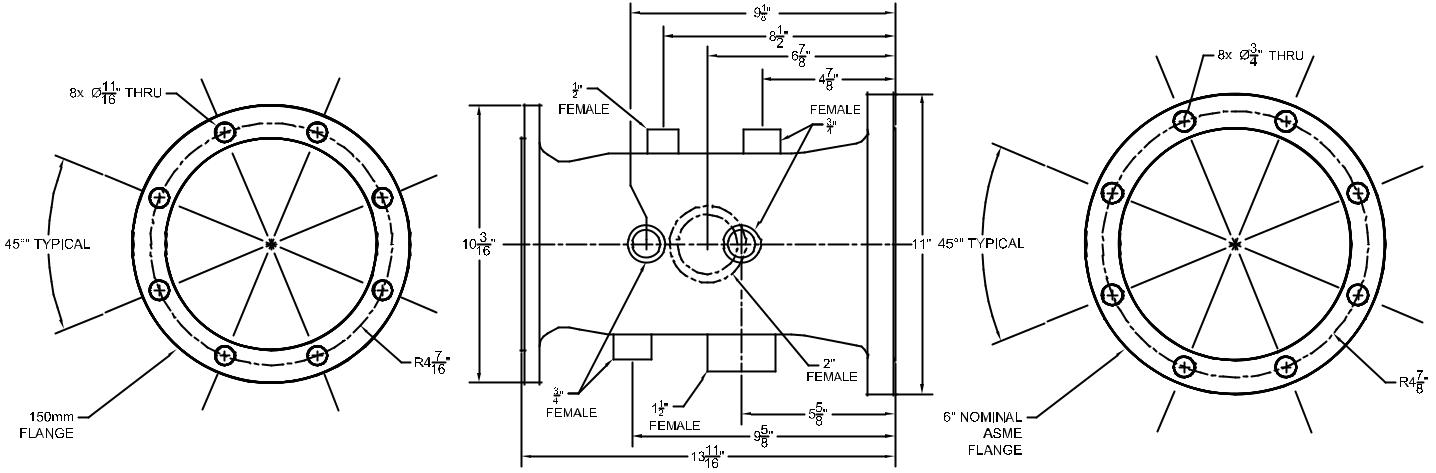 8x Ø11/16 THRU
45°" TYPICAL
150mm
FLANGE
R4 7/16"
9 1/8"
8 1/2"
6 7/8"
4 7/8"
1/2"
FEMALE
FEMALE
3/4"
10 3/16"
11"
3/4"
FEMALE
1 1/2"
FEMALE
2"
FEMALE
5 5/8"
9 5/8"
13 11/16"
8x Ø3/4" THRU
45°" TYPICAL
6" NOMINAL
ASME
FLANGE
R4 7/8"